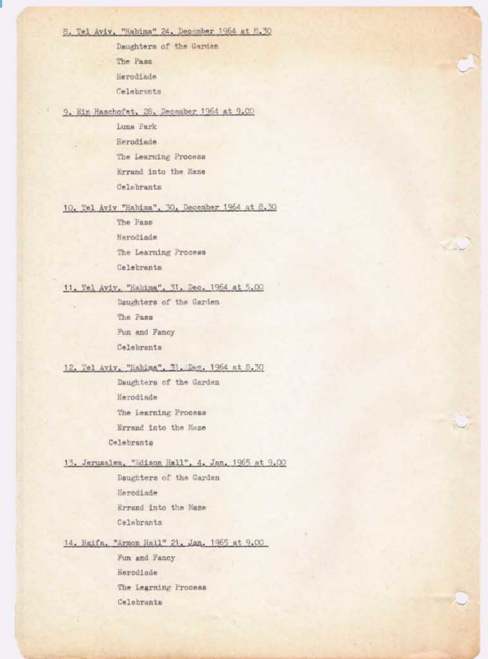 8. Tel Aviv, "Habima" 24. December 1964 at 8.30
Daughters of the Garden
The Pass
Herodiade
Celebrants
9. Ein Haschofet, 28. December 1964 at 9.00
Luna Park
Herodiade
The Learning Process
Errand into the Maze
Celebrants
10. Tel Aviv "Habima", 30. December 1964 at 8.30
The Pass
Herodiade
The Learning Process
Celebrants
11. Tel Aviv, "Habima", 31. Dec. 1964 at 5.00
Daughters of the Garden
The Pass
Fun and Fancy
Celebrants
12. Tel Aviv, "Habima", 31. Dec. 1964 at 8.30
Daughters of the Garden
Herodiade
The Learning Process
Errand into the Maze
Celebrants
13. Jerusalem, "Edison Hall", 4. Jan. 1965 at 9.00
Daughters of the Garden
Herodiade
Errand into the Maze
Celebrants
14. Haifa, "Armon Hall" 21. Jan. 1965 at 9.00
Fun and Fancy
Herodiade
The Learning Process
Celebrants